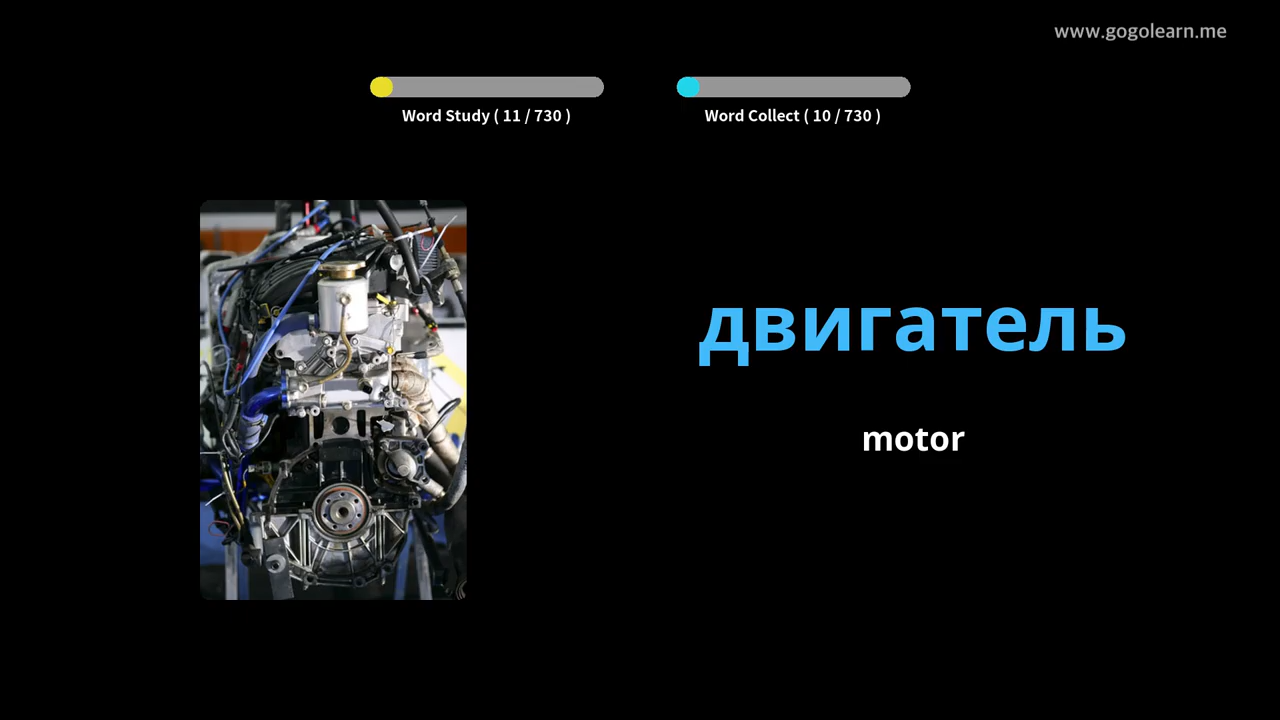 www.gogolearn.me
Word Study ( 11 / 730 )
Word Collect ( 10 / 730 )
двигатель
motor